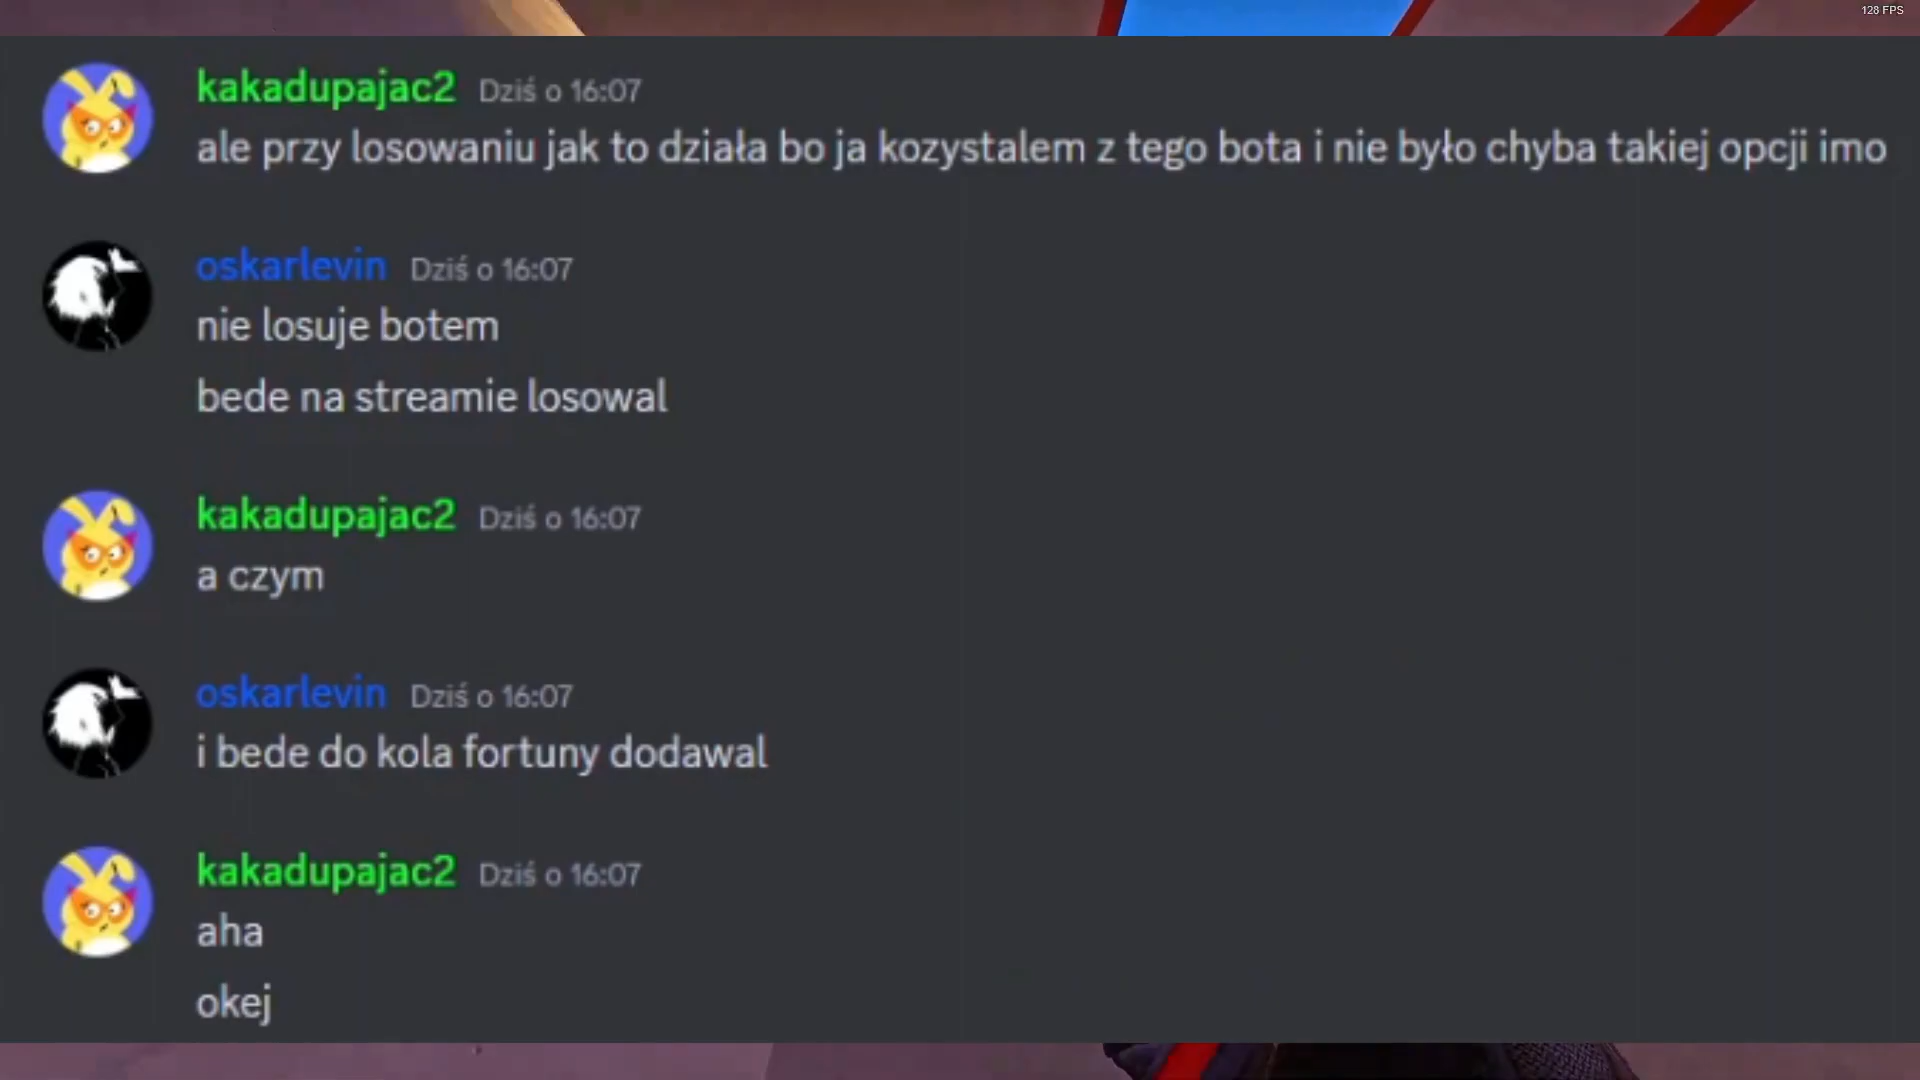 128 FPS
kakadupajac2 Dziś o 16:07
ale przy losowaniu jak to działa bo ja kozystalem z tego bota i nie było chyba takiej opcji imo
oskarlevin Dziś o 16:07
nie losuje botem
bede na streamie losowal
kakadupajac2 Dziś o 16:07
a czym
oskarlevin Dziś o 16:07
i bede do kola fortuny dodawal
kakadupajac2 Dziś o 16:07
aha
okej